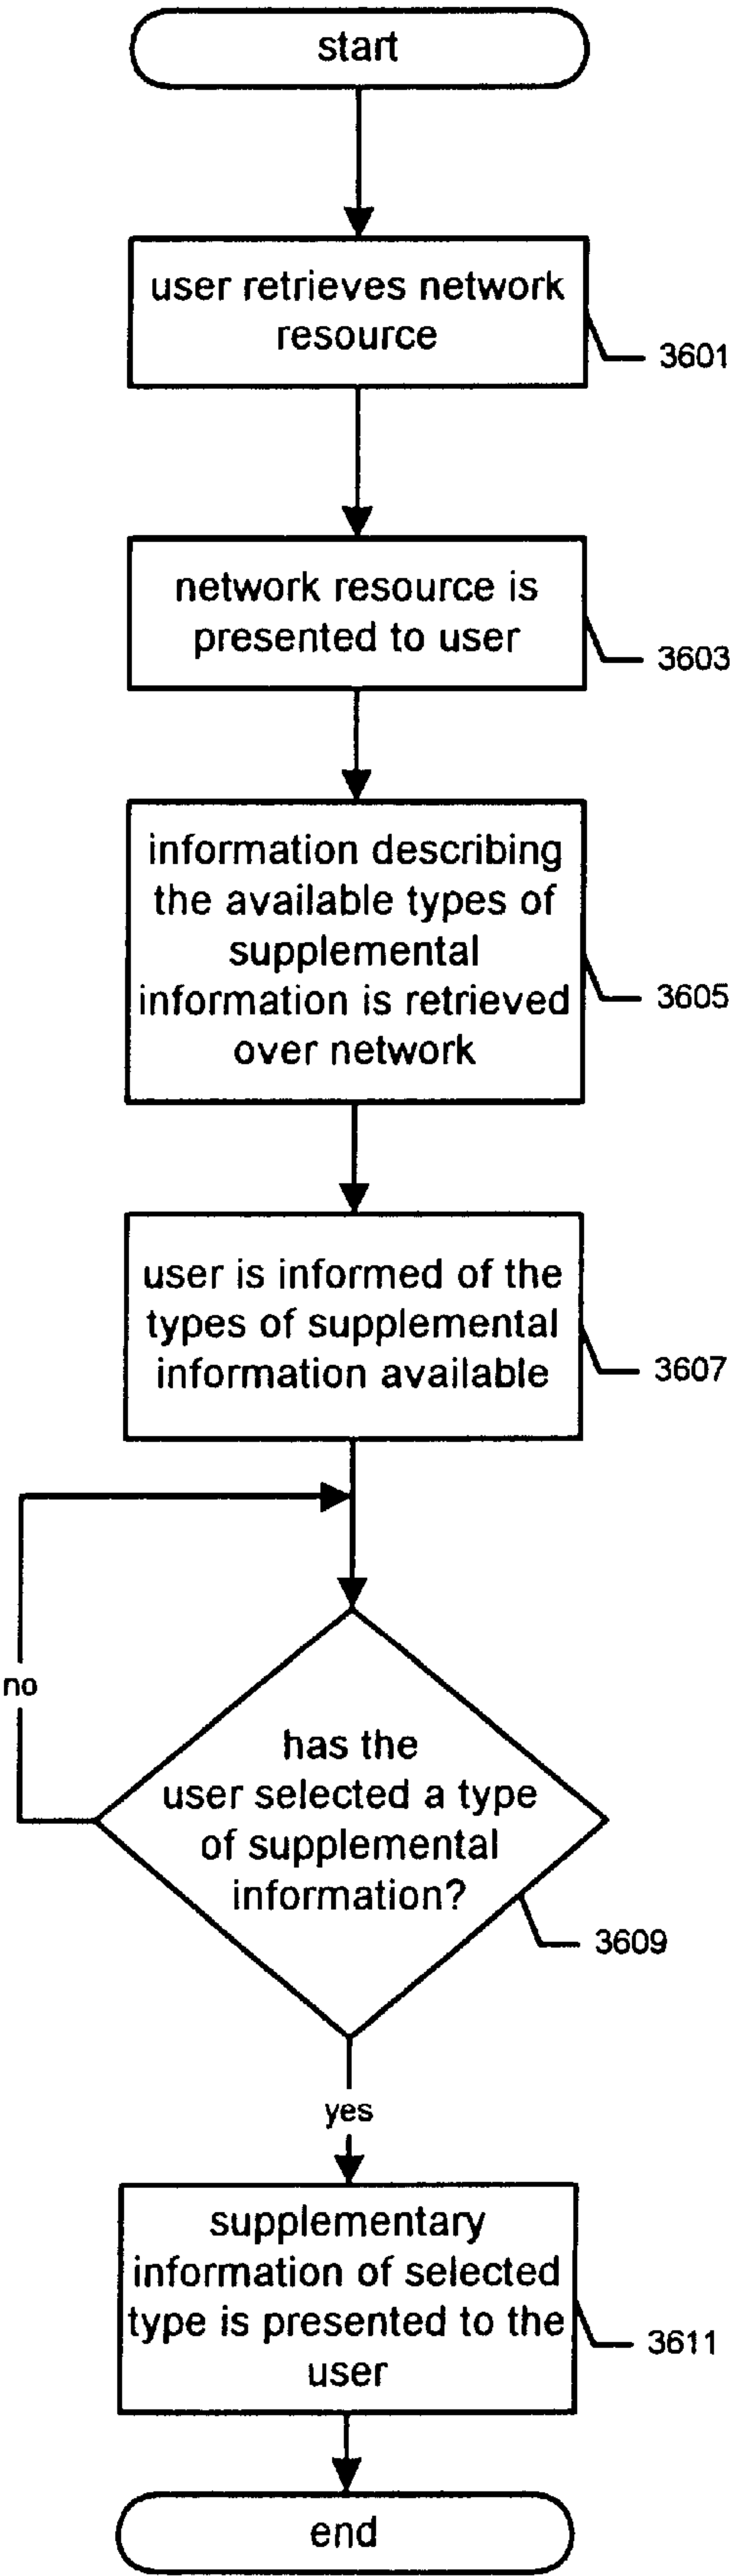 start
user retrieves network
resource
3601
network resource is
presented to user
3603
information describing
the available types of
supplemental
information is retrieved
over network
3605
user is informed of the
types of supplemental
information available
3607
no
has the
user selected a type
of supplemental
information?
3609
yes
supplementary
information of selected
type is presented to the
user
3611
end